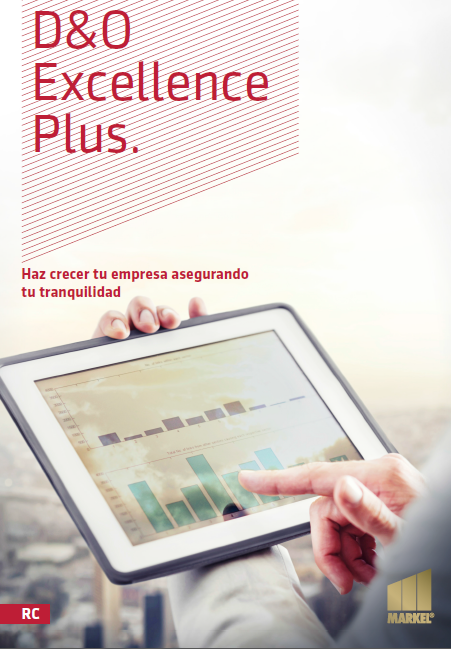 D&O
Excellence
Plus.
Haz crecer tu empresa asegurando
tu tranquilidad
RC
MARKEL®